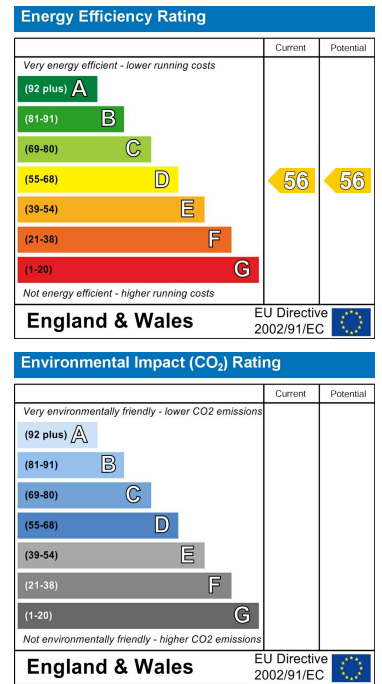 Energy Efficiency Rating
Current Potential
Very energy efficient - lower running costs
(92 plus) A
(81-91) B
(69-80) C
(55-68) D 56 56
(39-54) E
(21-38) F
(1-20) G
Not energy efficient - higher running costs
England & Wales
EU Directive
2002/91/EC
Environmental Impact (CO₂) Rating
Current Potential
Very environmentally friendly - lower CO2 emissions
(92 plus) A
(81-91) B
(69-80) C
(55-68) D
(39-54) E
(21-38) F
(1-20) G
Not environmentally friendly - higher CO2 emissions
England & Wales
EU Directive
2002/91/EC